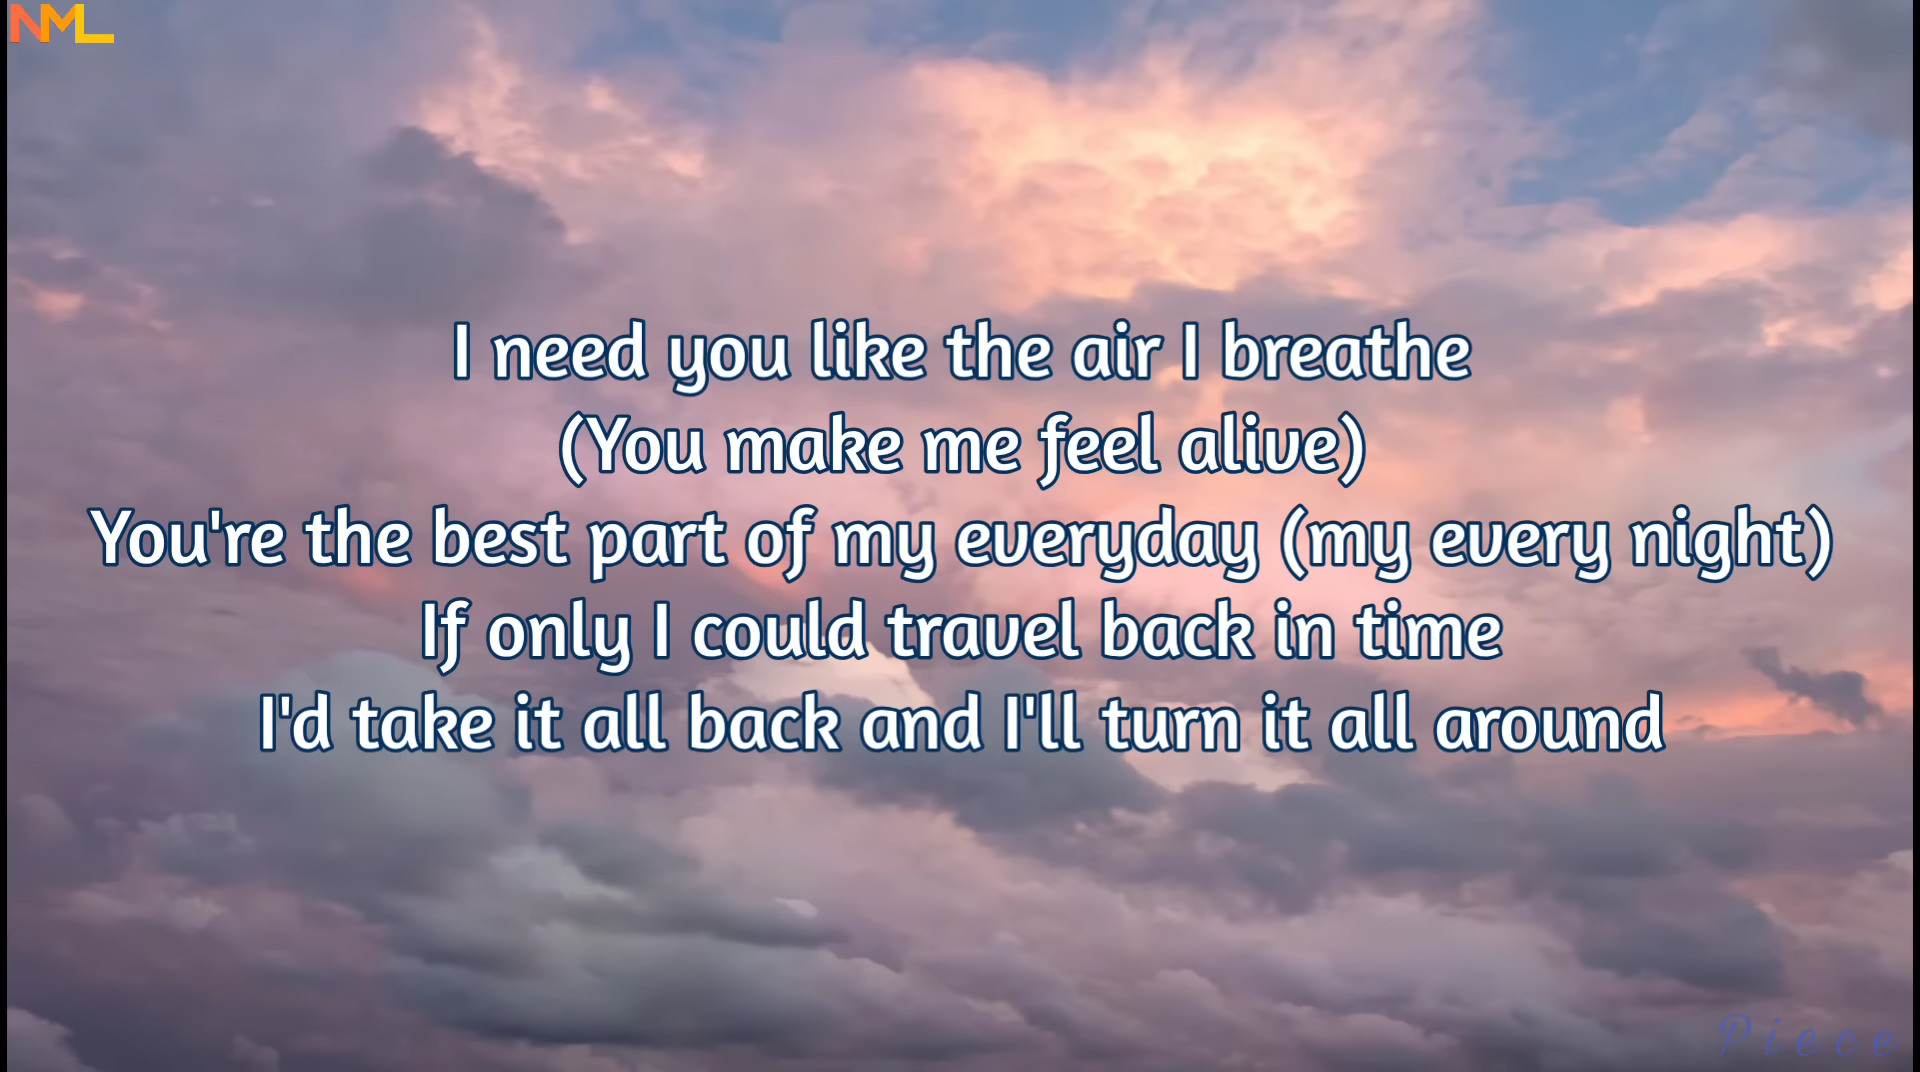 NML
I need you like the air I breathe
(You make me feel alive)
You're the best part of my everyday (my every night)
If only I could travel back in time
I'd take it all back and I'll turn it all around
Piece